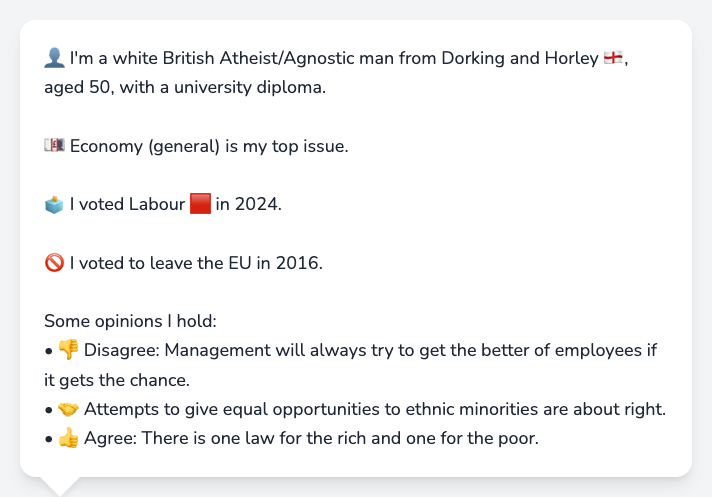 👤 I'm a white British Atheist/Agnostic man from Dorking and Horley 🏴󠁧󠁢󠁥󠁮󠁧󠁿,
aged 50, with a university diploma.
💷 Economy (general) is my top issue.
🗳️ I voted Labour 🟥 in 2024.
🚫 I voted to leave the EU in 2016.
Some opinions I hold:
• 👎 Disagree: Management will always try to get the better of employees if
it gets the chance.
• 🤝 Attempts to give equal opportunities to ethnic minorities are about right.
• 👍 Agree: There is one law for the rich and one for the poor.